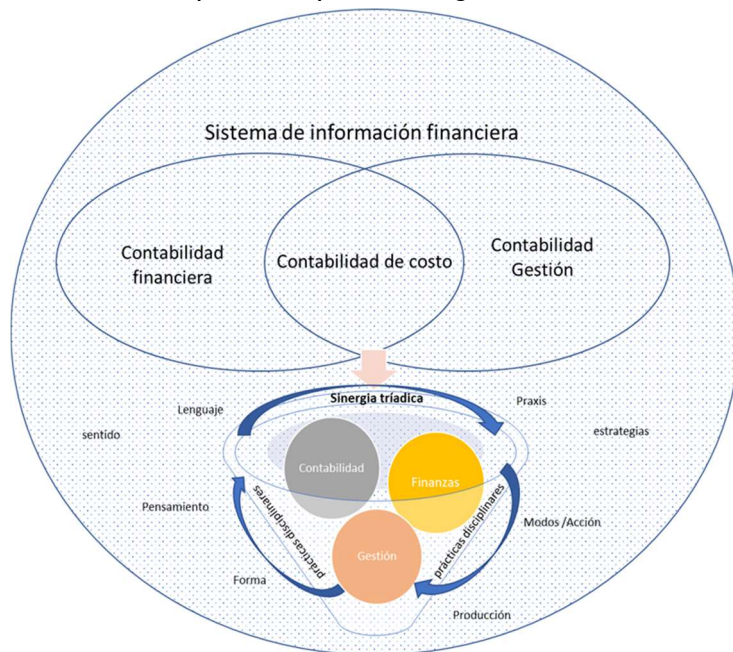 Sistema de información financiera
Contabilidad
financiera
Contabilidad de costo
Contabilidad
Gestión
Sinergia tríadica
Lenguaje
Praxis
sentido
estrategias
Contabilidad
Finanzas
prácticas disciplinares
prácticas disciplinares
Pensamiento
Modos /Acción
Gestión
Forma
Producción